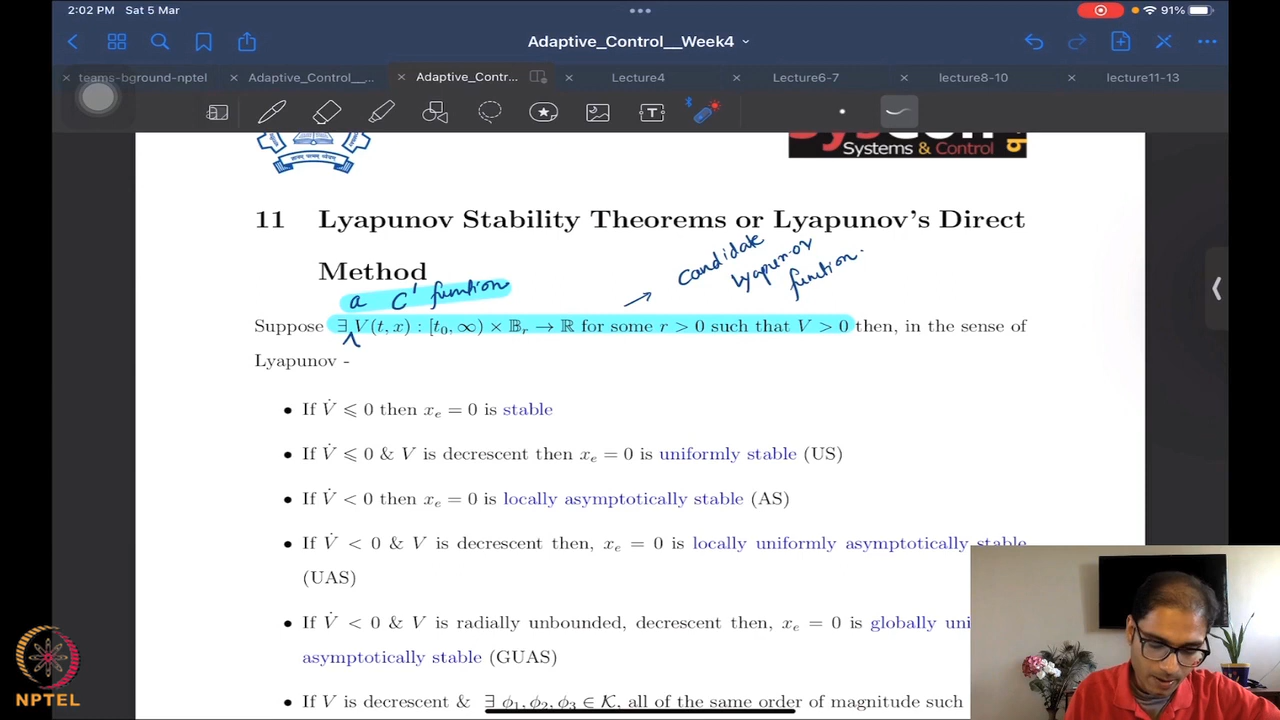 2:02 PM Sat 5 Mar
91%
Adaptive_Control__Week4
teams-bground-nptel
Adaptive_Control__...
Adaptive_Contr...
Lecture4
Lecture6-7
lecture8-10
lecture11-13
Systems & Control
11 Lyapunov Stability Theorems or Lyapunov's Direct
Method
candidate
Lyapunov
function.
a C¹ function
Suppose ∃ V(t, x) : [t₀, ∞) × 𝔹ᵣ → ℝ for some r > 0 such that V > 0 then, in the sense of
Lyapunov -
• If V̇ ⩽ 0 then xₑ = 0 is stable
• If V̇ ⩽ 0 & V is decrescent then xₑ = 0 is uniformly stable (US)
• If V̇ < 0 then xₑ = 0 is locally asymptotically stable (AS)
• If V̇ < 0 & V is decrescent then, xₑ = 0 is locally uniformly asymptotically stable
(UAS)
• If V̇ < 0 & V is radially unbounded, decrescent then, xₑ = 0 is globally uni
asymptotically stable (GUAS)
• If V is decrescent & ∃ ϕ₁, ϕ₂, ϕ₃ ∈ 𝒦, all of the same order of magnitude such
NPTEL